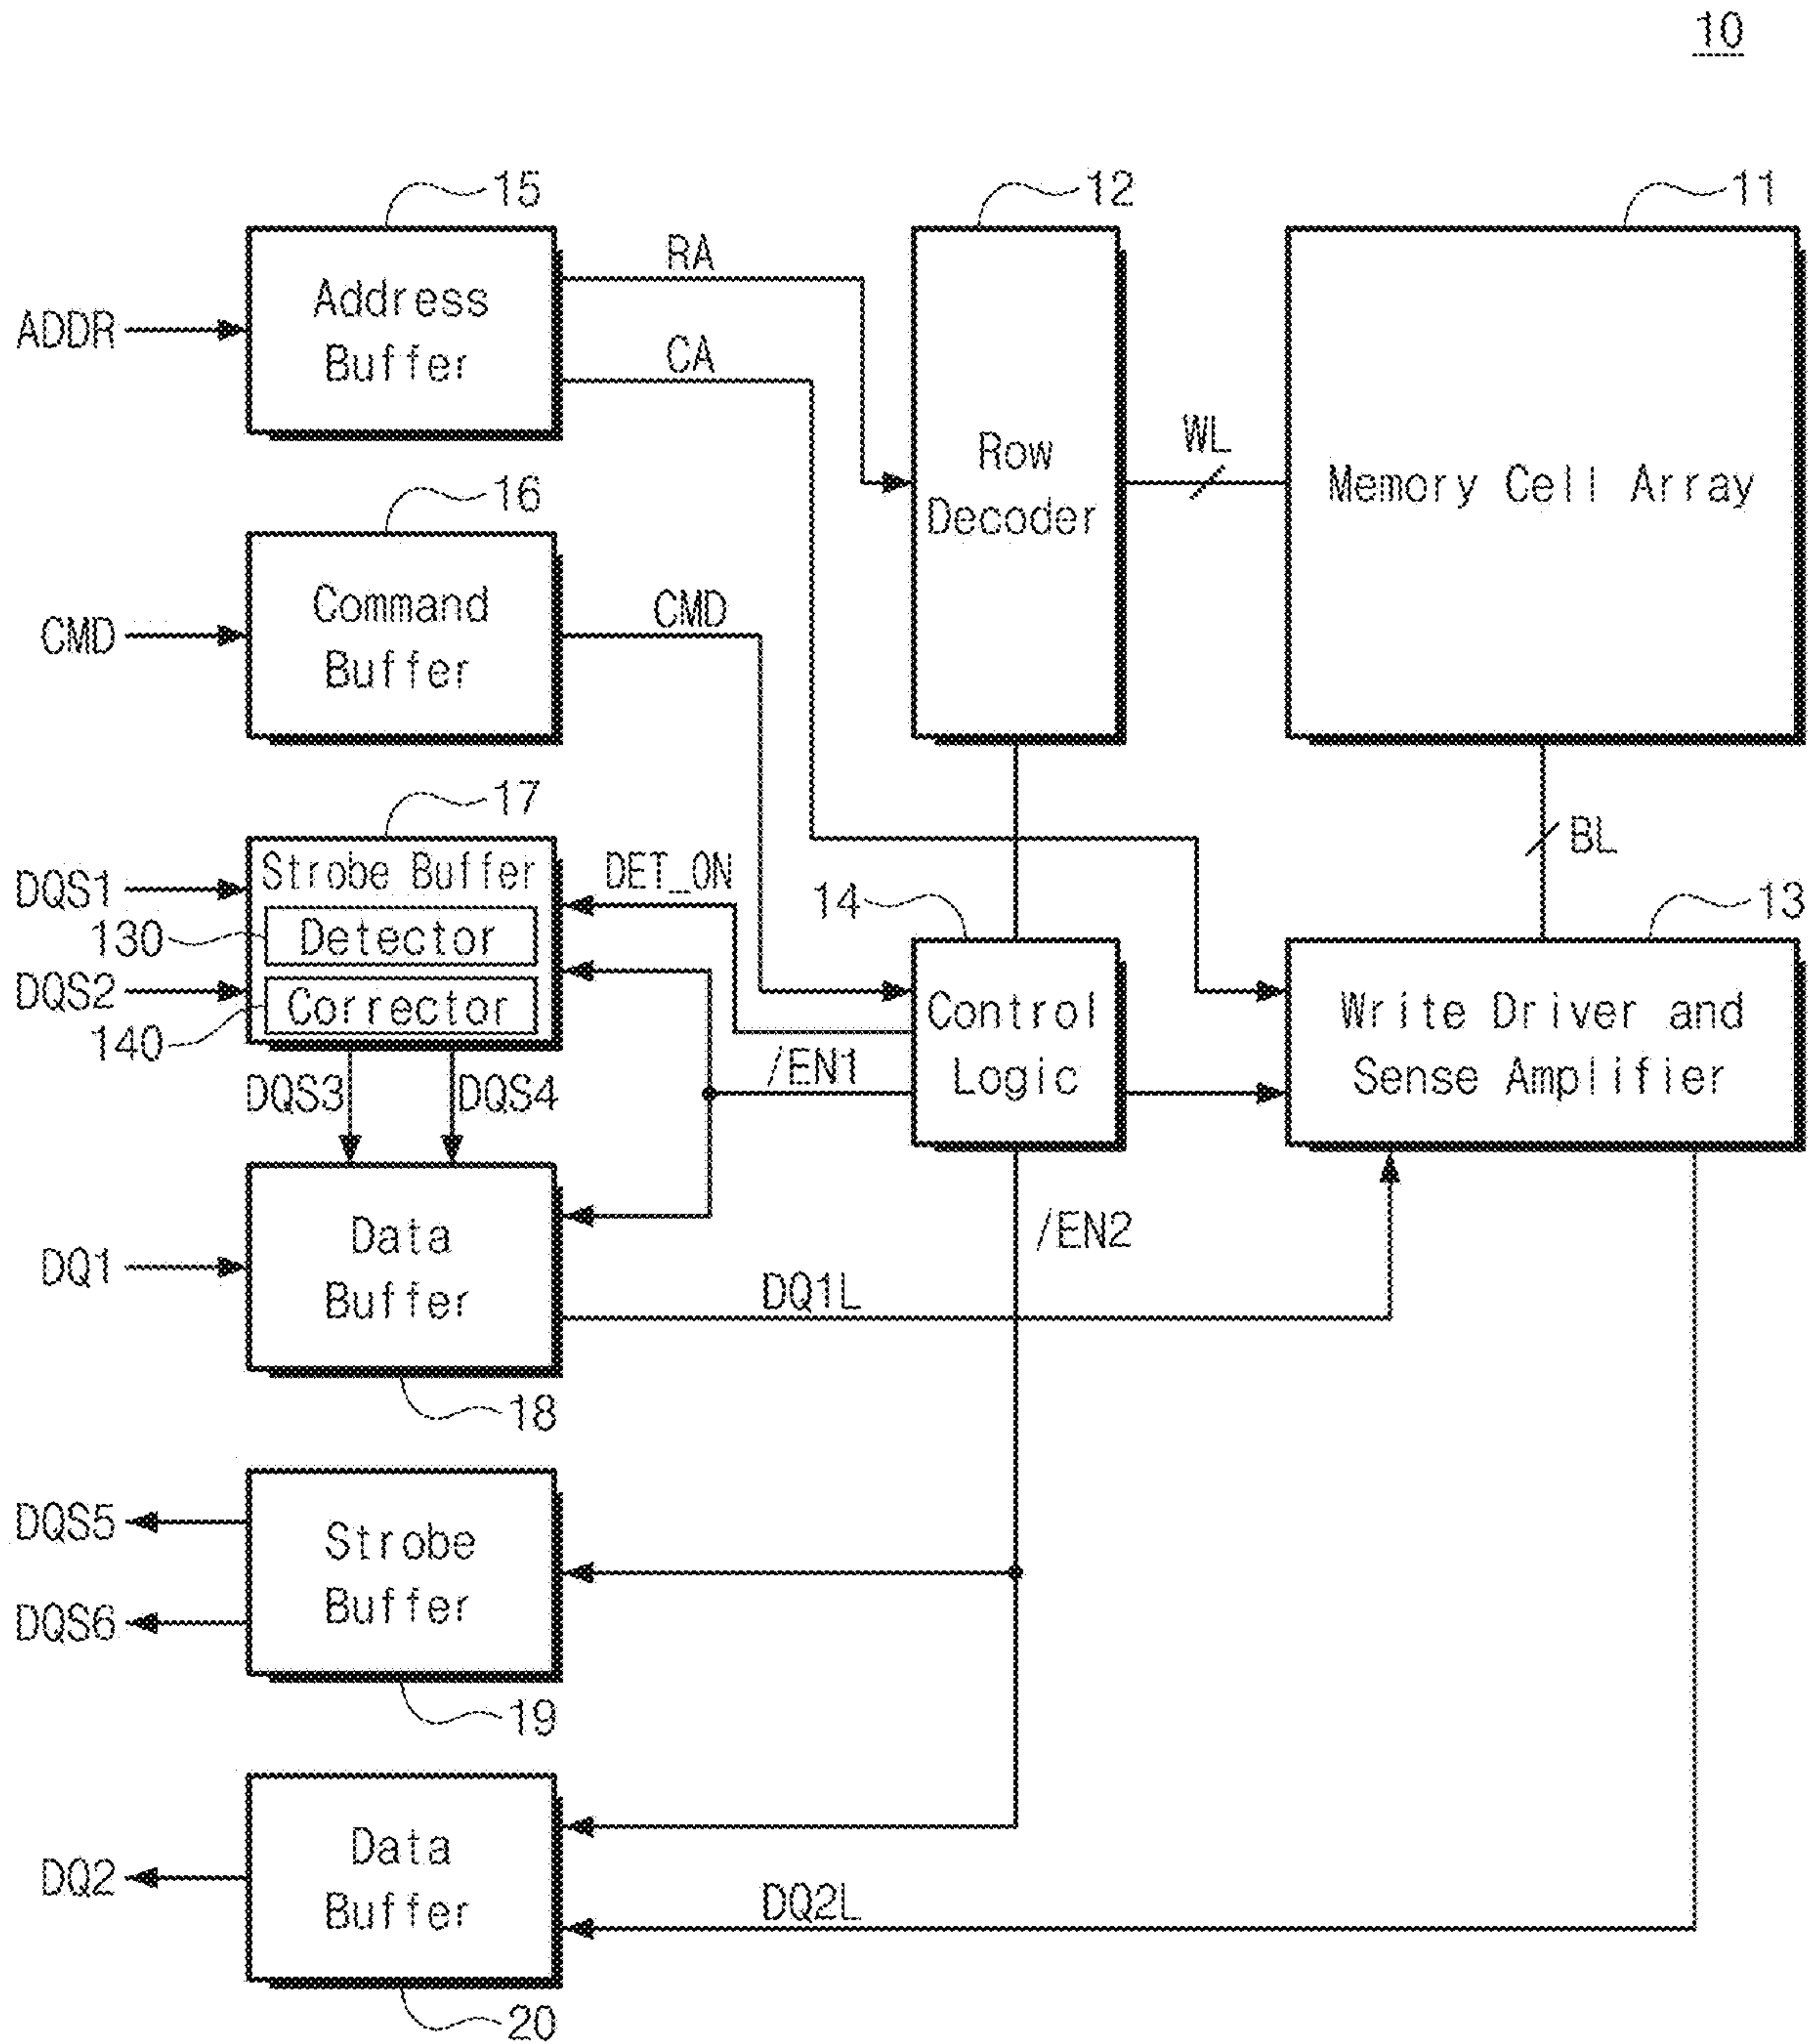 10
15
12
11
RA
Address
Buffer
ADDR
CA
WL
Row
Decoder
Memory Cell Array
16
Command
Buffer
CMD
CMD
17
Strobe Buffer
DET_ON
DQS1
BL
14
13
130
Detector
DQS2
Corrector
140
Control
Logic
Write Driver and
Sense Amplifier
/EN1
DQS3
DQS4
Data
Buffer
/EN2
DQ1
DQ1L
18
DQS5
Strobe
Buffer
DQS6
19
Data
Buffer
DQ2
DQ2L
20